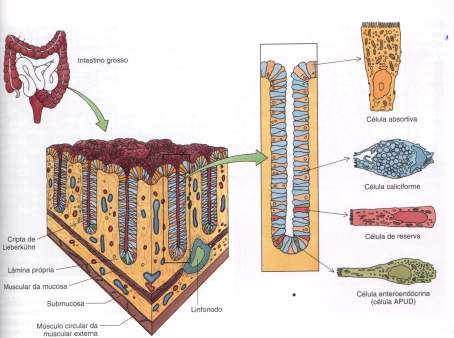 Intestino grosso
Célula absortiva
Célula caliciforme
Célula de reserva
Célula enteroendócrina
(célula APUD)
Cripta de
Lieberkühn
Lâmina própria
Muscular da mucosa
Submucosa
Linfonodo
Músculo circular da
muscular externa